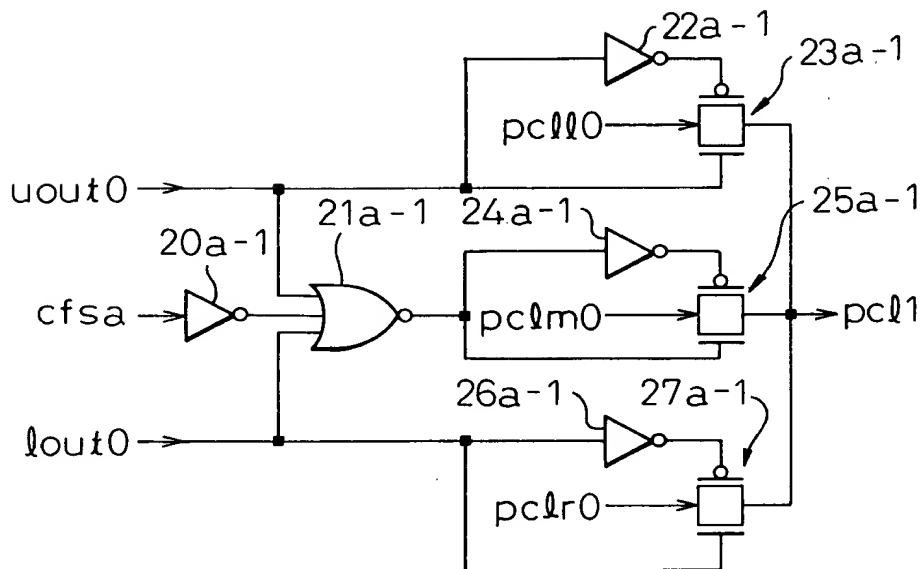 22a-1
23a-1
pcℓℓ0
uout0
21a-1
24a-1
25a-1
20a-1
cfsa
pcℓm0
pcℓ1
26a-1
27a-1
ℓout0
pcℓr0